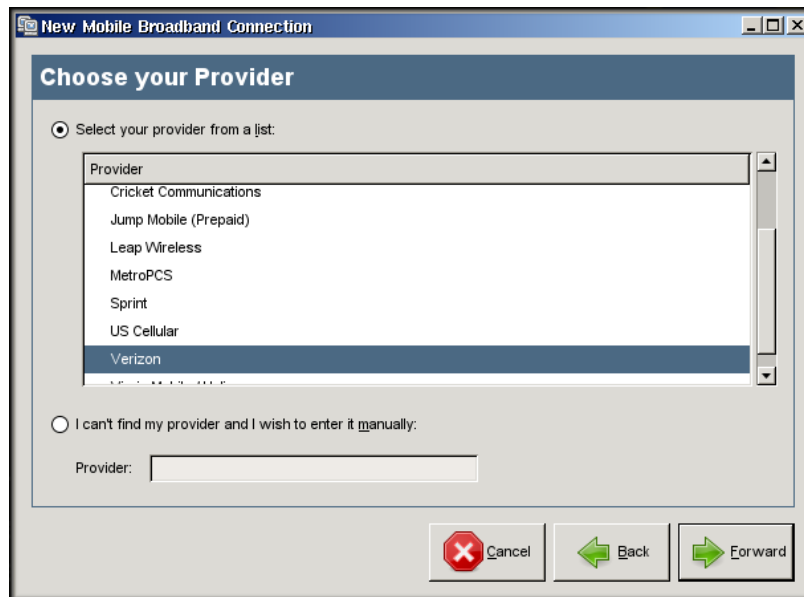 New Mobile Broadband Connection
Choose your Provider
Select your provider from a list:
Provider
Cricket Communications
Jump Mobile (Prepaid)
Leap Wireless
MetroPCS
Sprint
US Cellular
Verizon
I can't find my provider and I wish to enter it manually:
Provider:
Cancel Back Forward